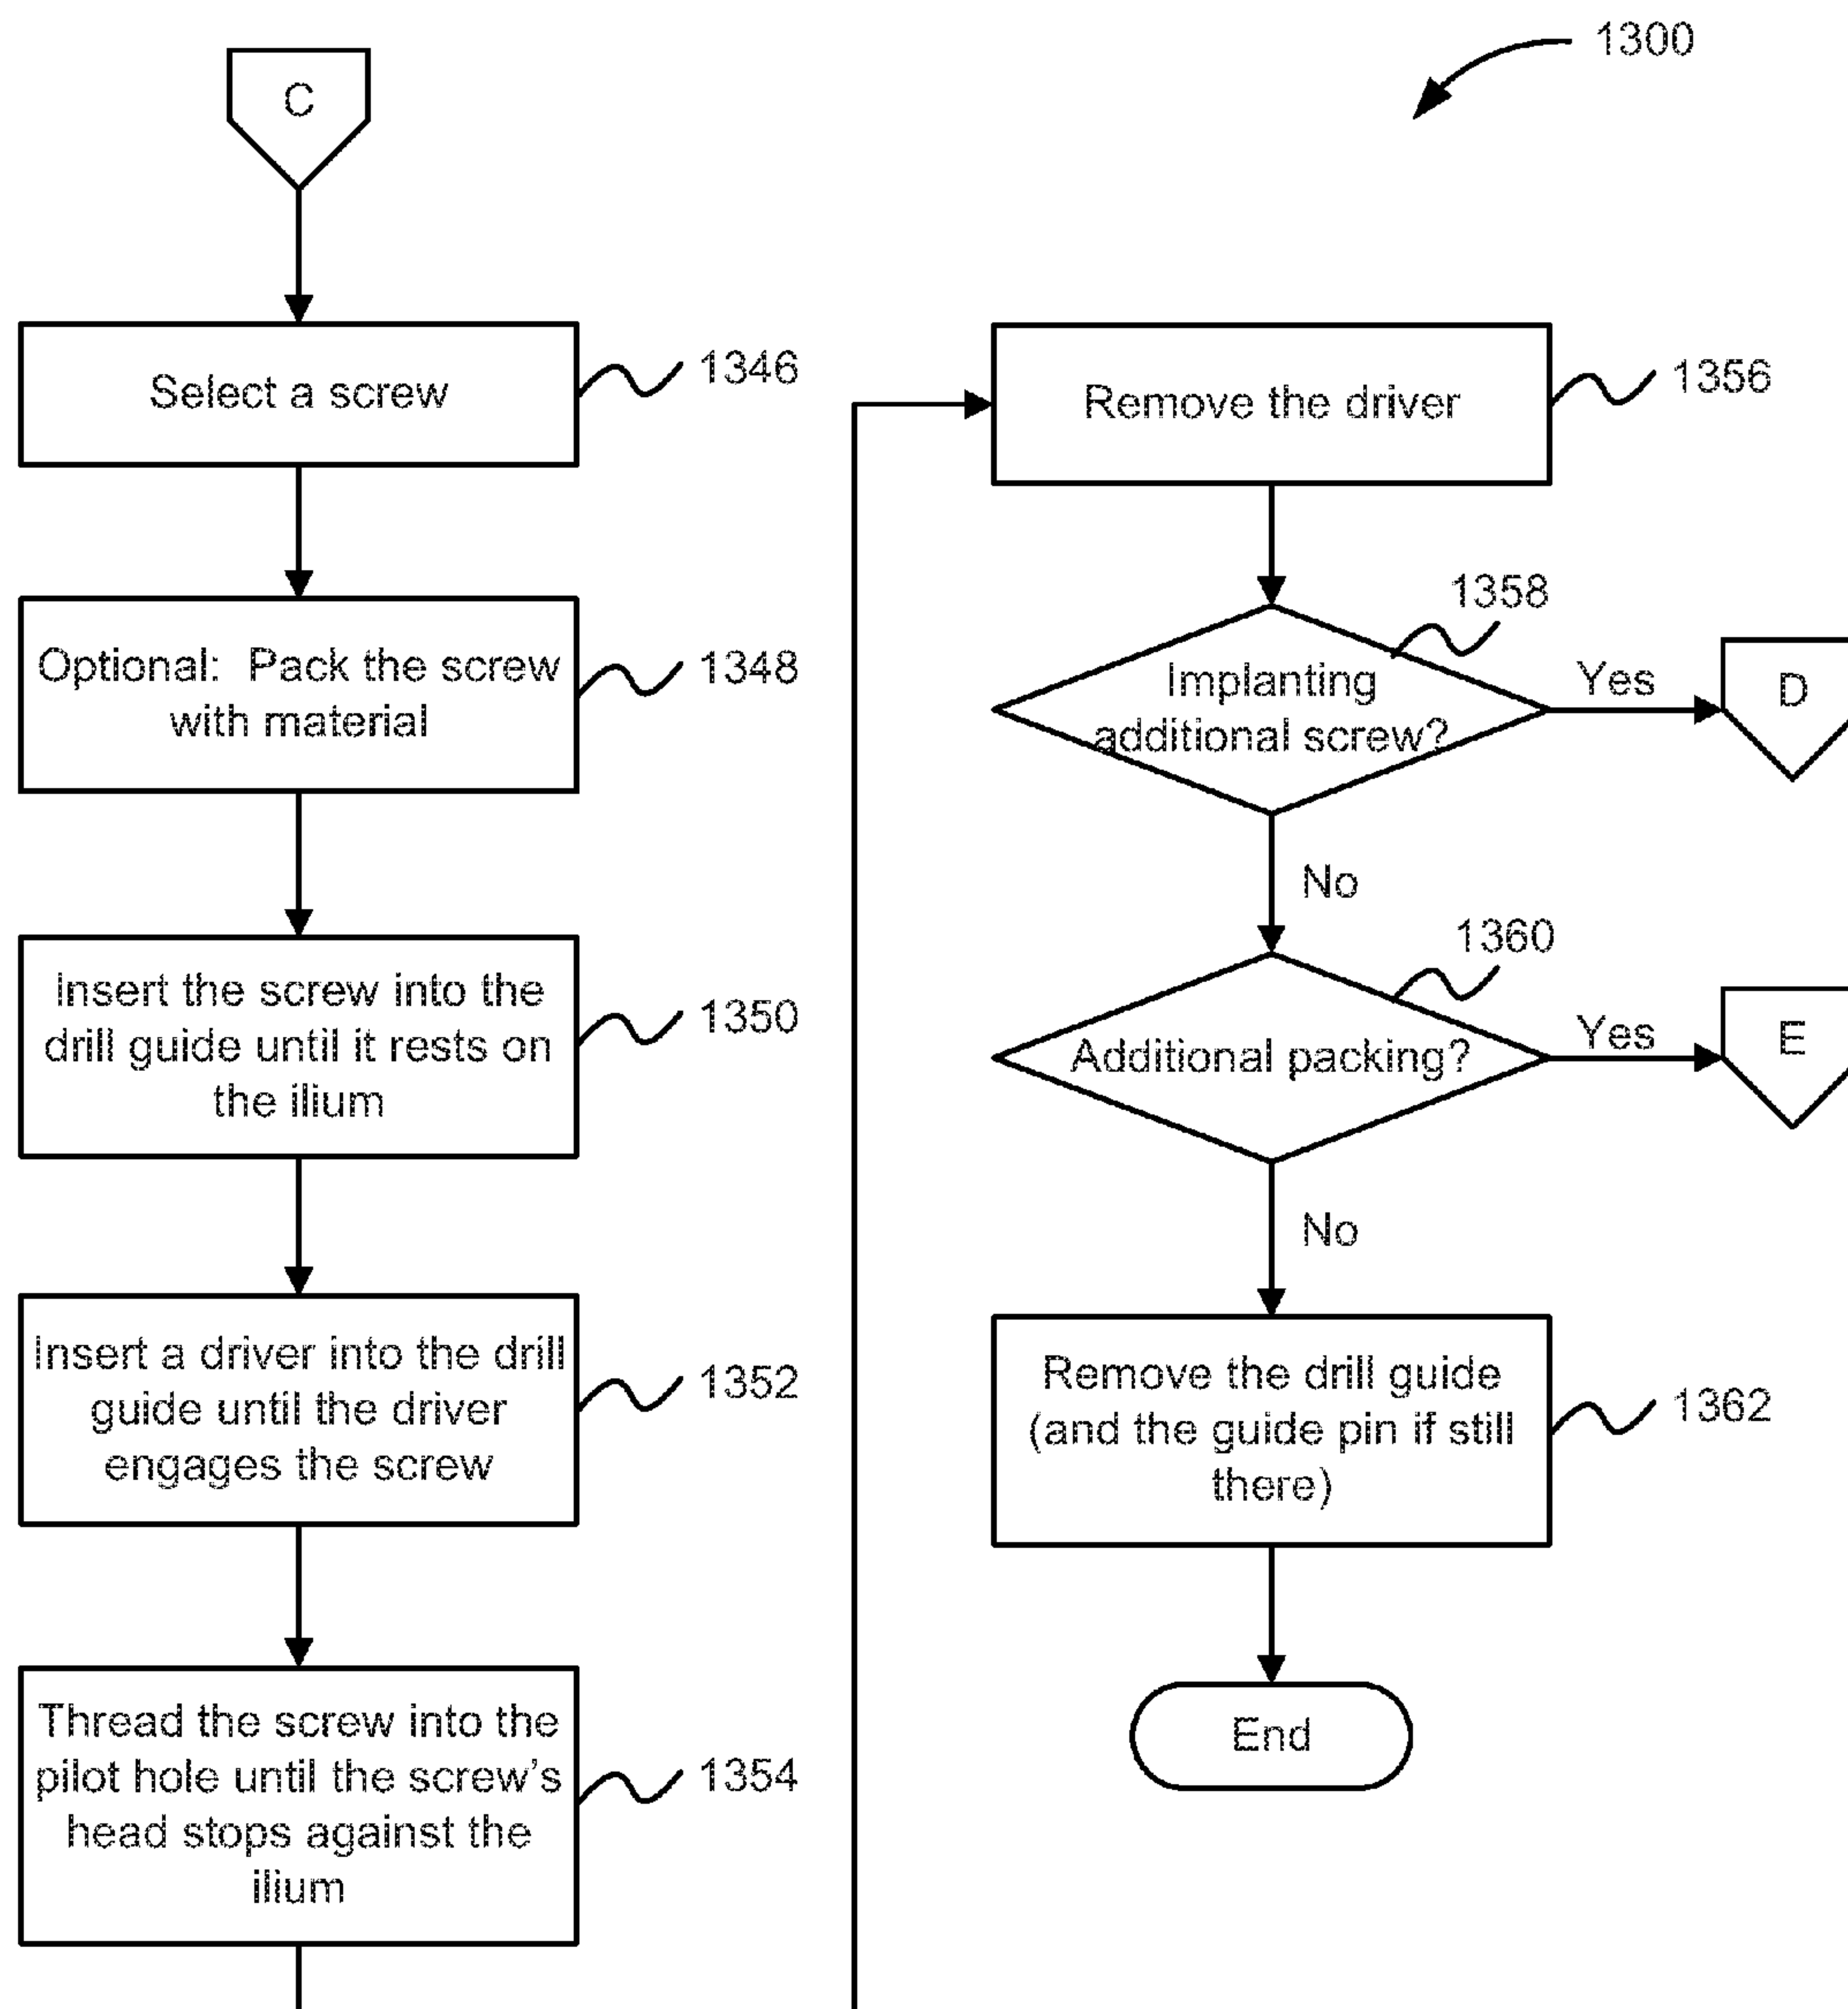 1300
C
Select a screw
1346
Optional:  Pack the screw
with material
1348
Insert the screw into the
drill guide until it rests on
the ilium
1350
Insert a driver into the drill
guide until the driver
engages the screw
1352
Thread the screw into the
pilot hole until the screw’s
head stops against the
ilium
1354
Remove the driver
1356
1358
Implanting
additional screw?
Yes
D
No
1360
Additional packing?
Yes
E
No
Remove the drill guide
(and the guide pin if still
there)
1362
End